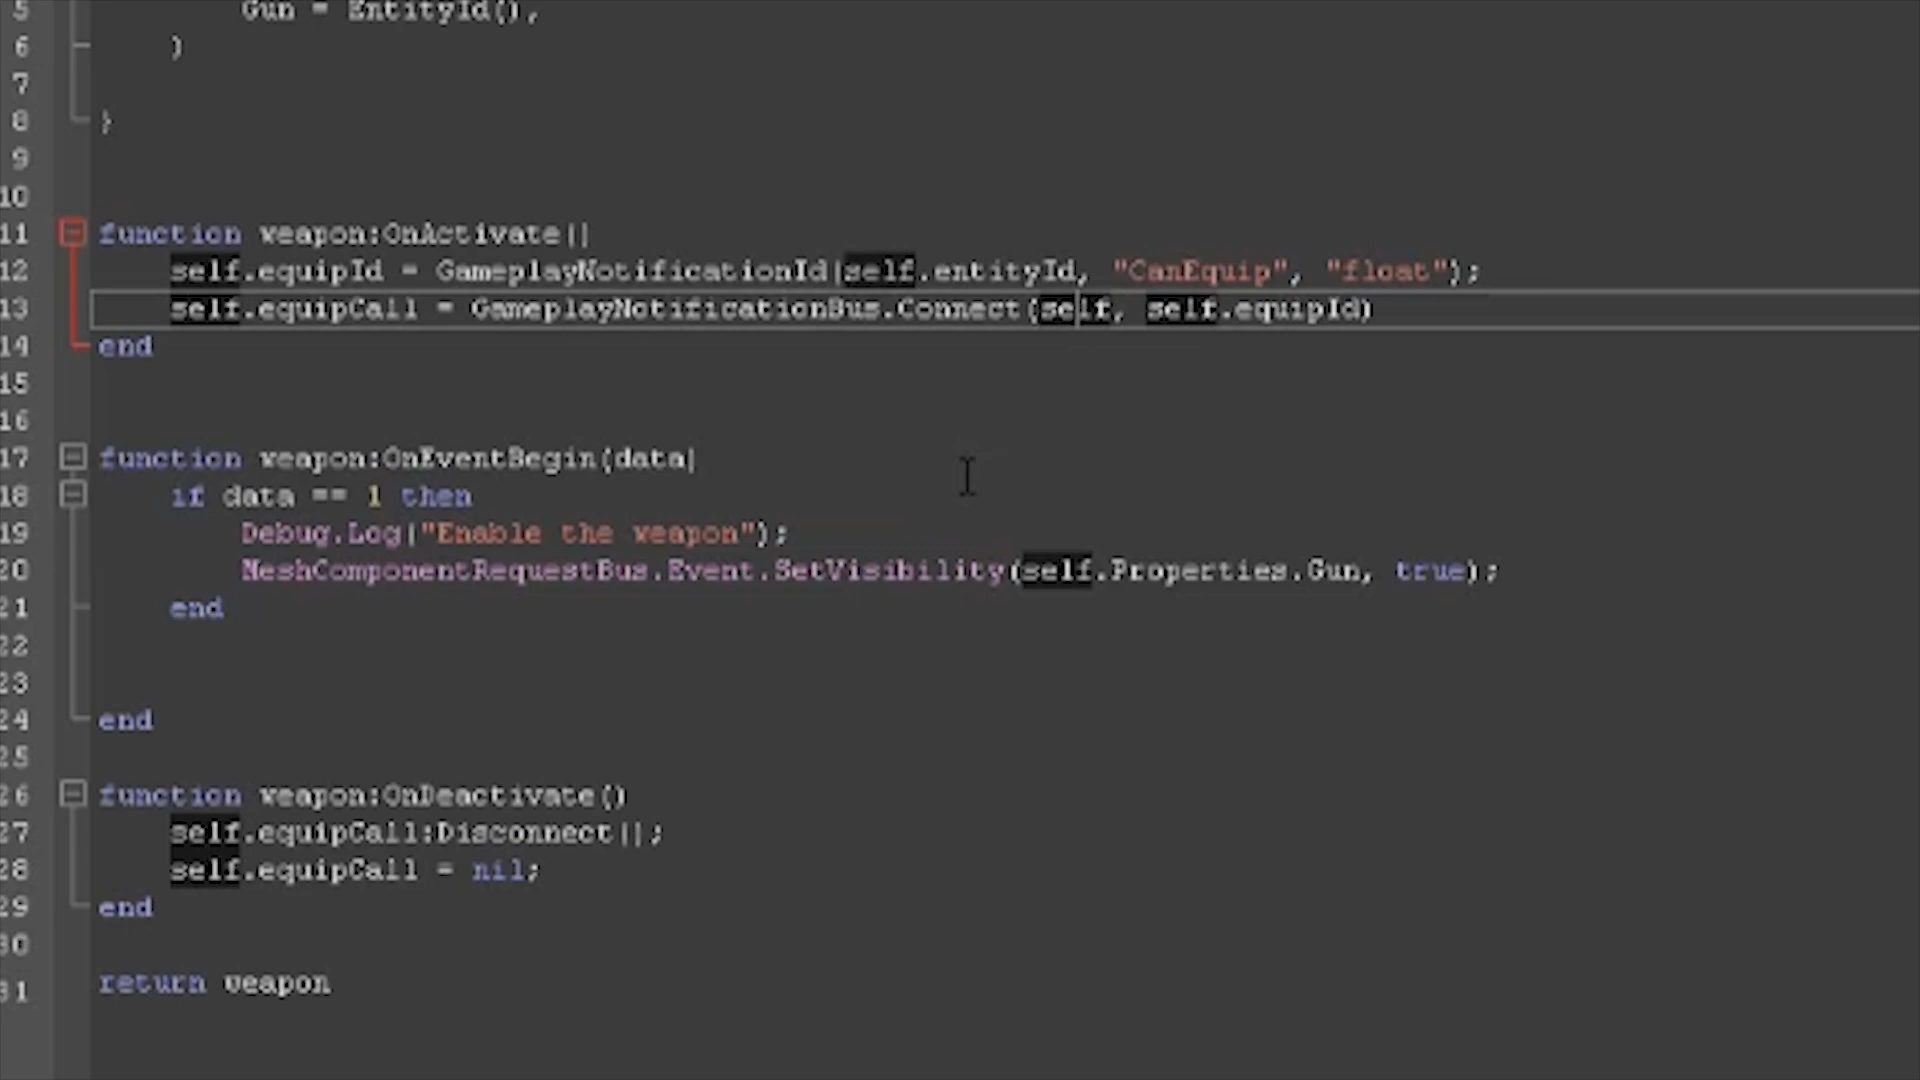 5 Gun = EntityId(),
6 }
7
8 }
9
10
11 function weapon:OnActivate()
12 self.equipId = GameplayNotificationId(self.entityId, "CanEquip", "float");
13 self.equipCall = GameplayNotificationBus.Connect(self, self.equipId)
14 end
15
16
17 function weapon:OnEventBegin(data)
18 if data == 1 then
19 Debug.Log("Enable the weapon");
20 MeshComponentRequestBus.Event.SetVisibility(self.Properties.Gun, true);
21 end
22
23
24 end
25
26 function weapon:OnDeactivate()
27 self.equipCall:Disconnect();
28 self.equipCall = nil;
29 end
30
31 return weapon